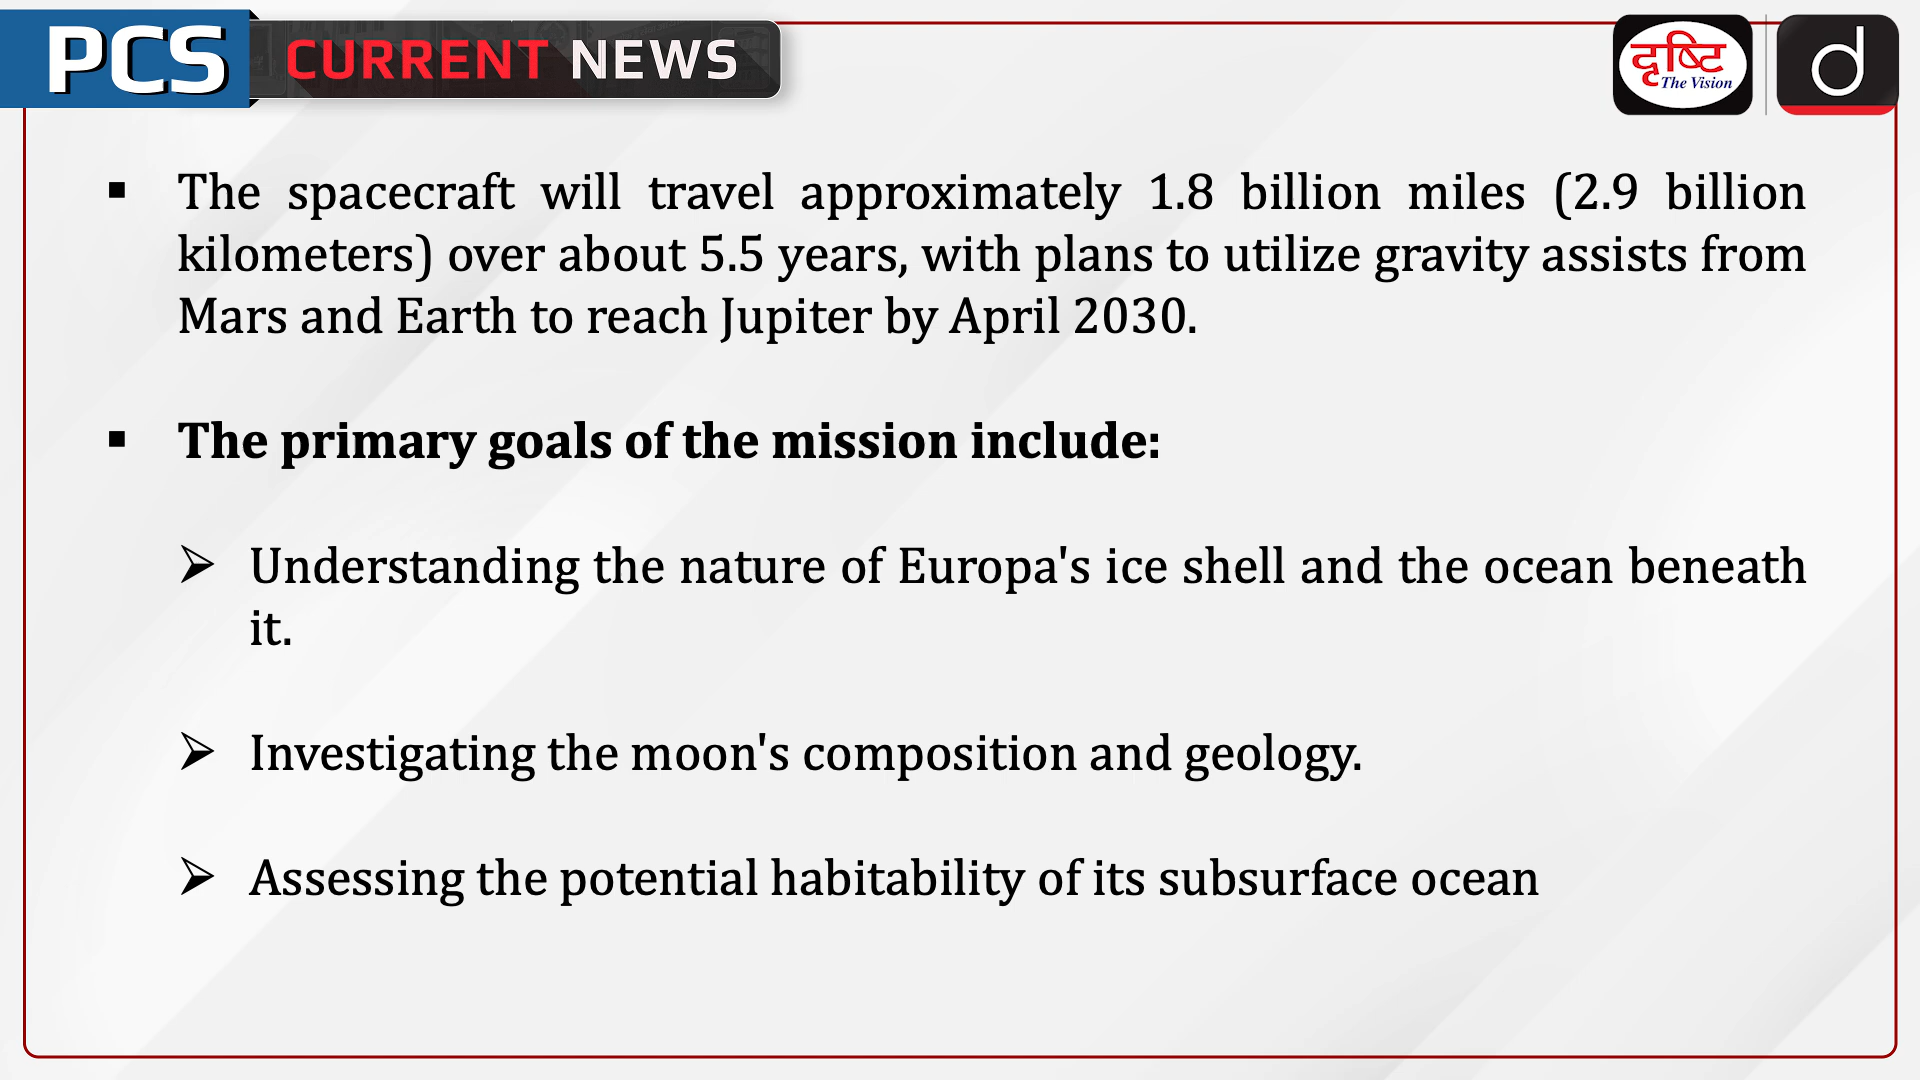 PCS CURRENT NEWS
दृष्टि
The Vision
d
▪ The spacecraft will travel approximately 1.8 billion miles (2.9 billion
kilometers) over about 5.5 years, with plans to utilize gravity assists from
Mars and Earth to reach Jupiter by April 2030.
▪ The primary goals of the mission include:
➢ Understanding the nature of Europa's ice shell and the ocean beneath
it.
➢ Investigating the moon's composition and geology.
➢ Assessing the potential habitability of its subsurface ocean